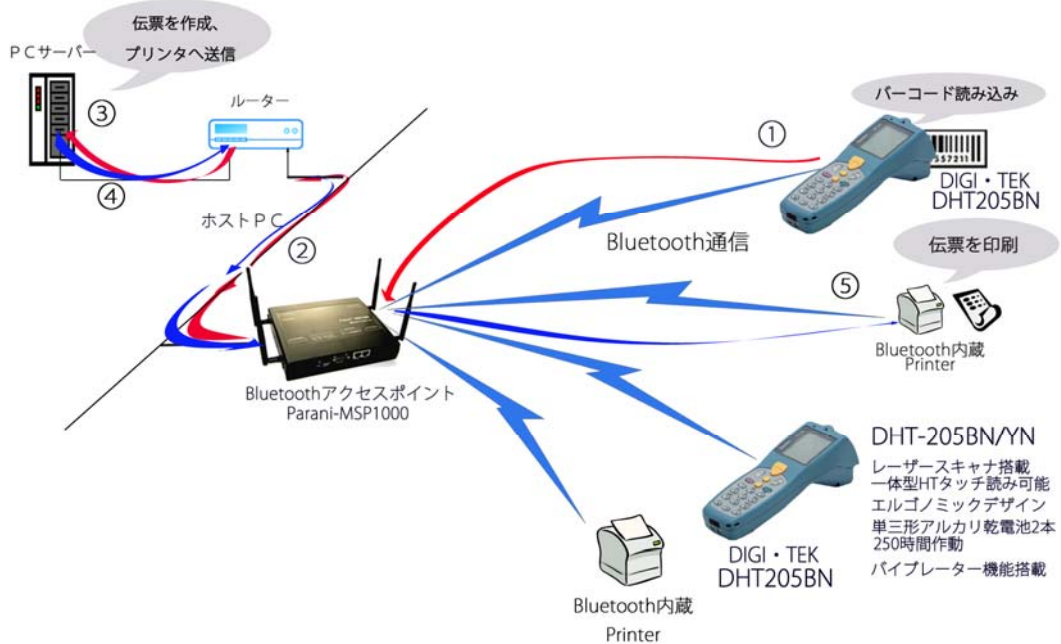 伝票を作成、
プリンタへ送信
PCサーバー
③
ルーター
④
ホストPC
②
①
バーコード読み込み
557211
DIGI・TEK
DHT205BN
Bluetooth通信
伝票を印刷
⑤
Bluetooth内蔵
Printer
Bluetoothアクセスポイント
Parani-MSP1000
DHT-205BN/YN
レーザースキャナ搭載
一体型HTタッチ読み可能
エルゴノミックデザイン
単三形アルカリ乾電池2本
250時間作動
バイブレーター機能搭載
DIGI・TEK
DHT205BN
Bluetooth内蔵
Printer